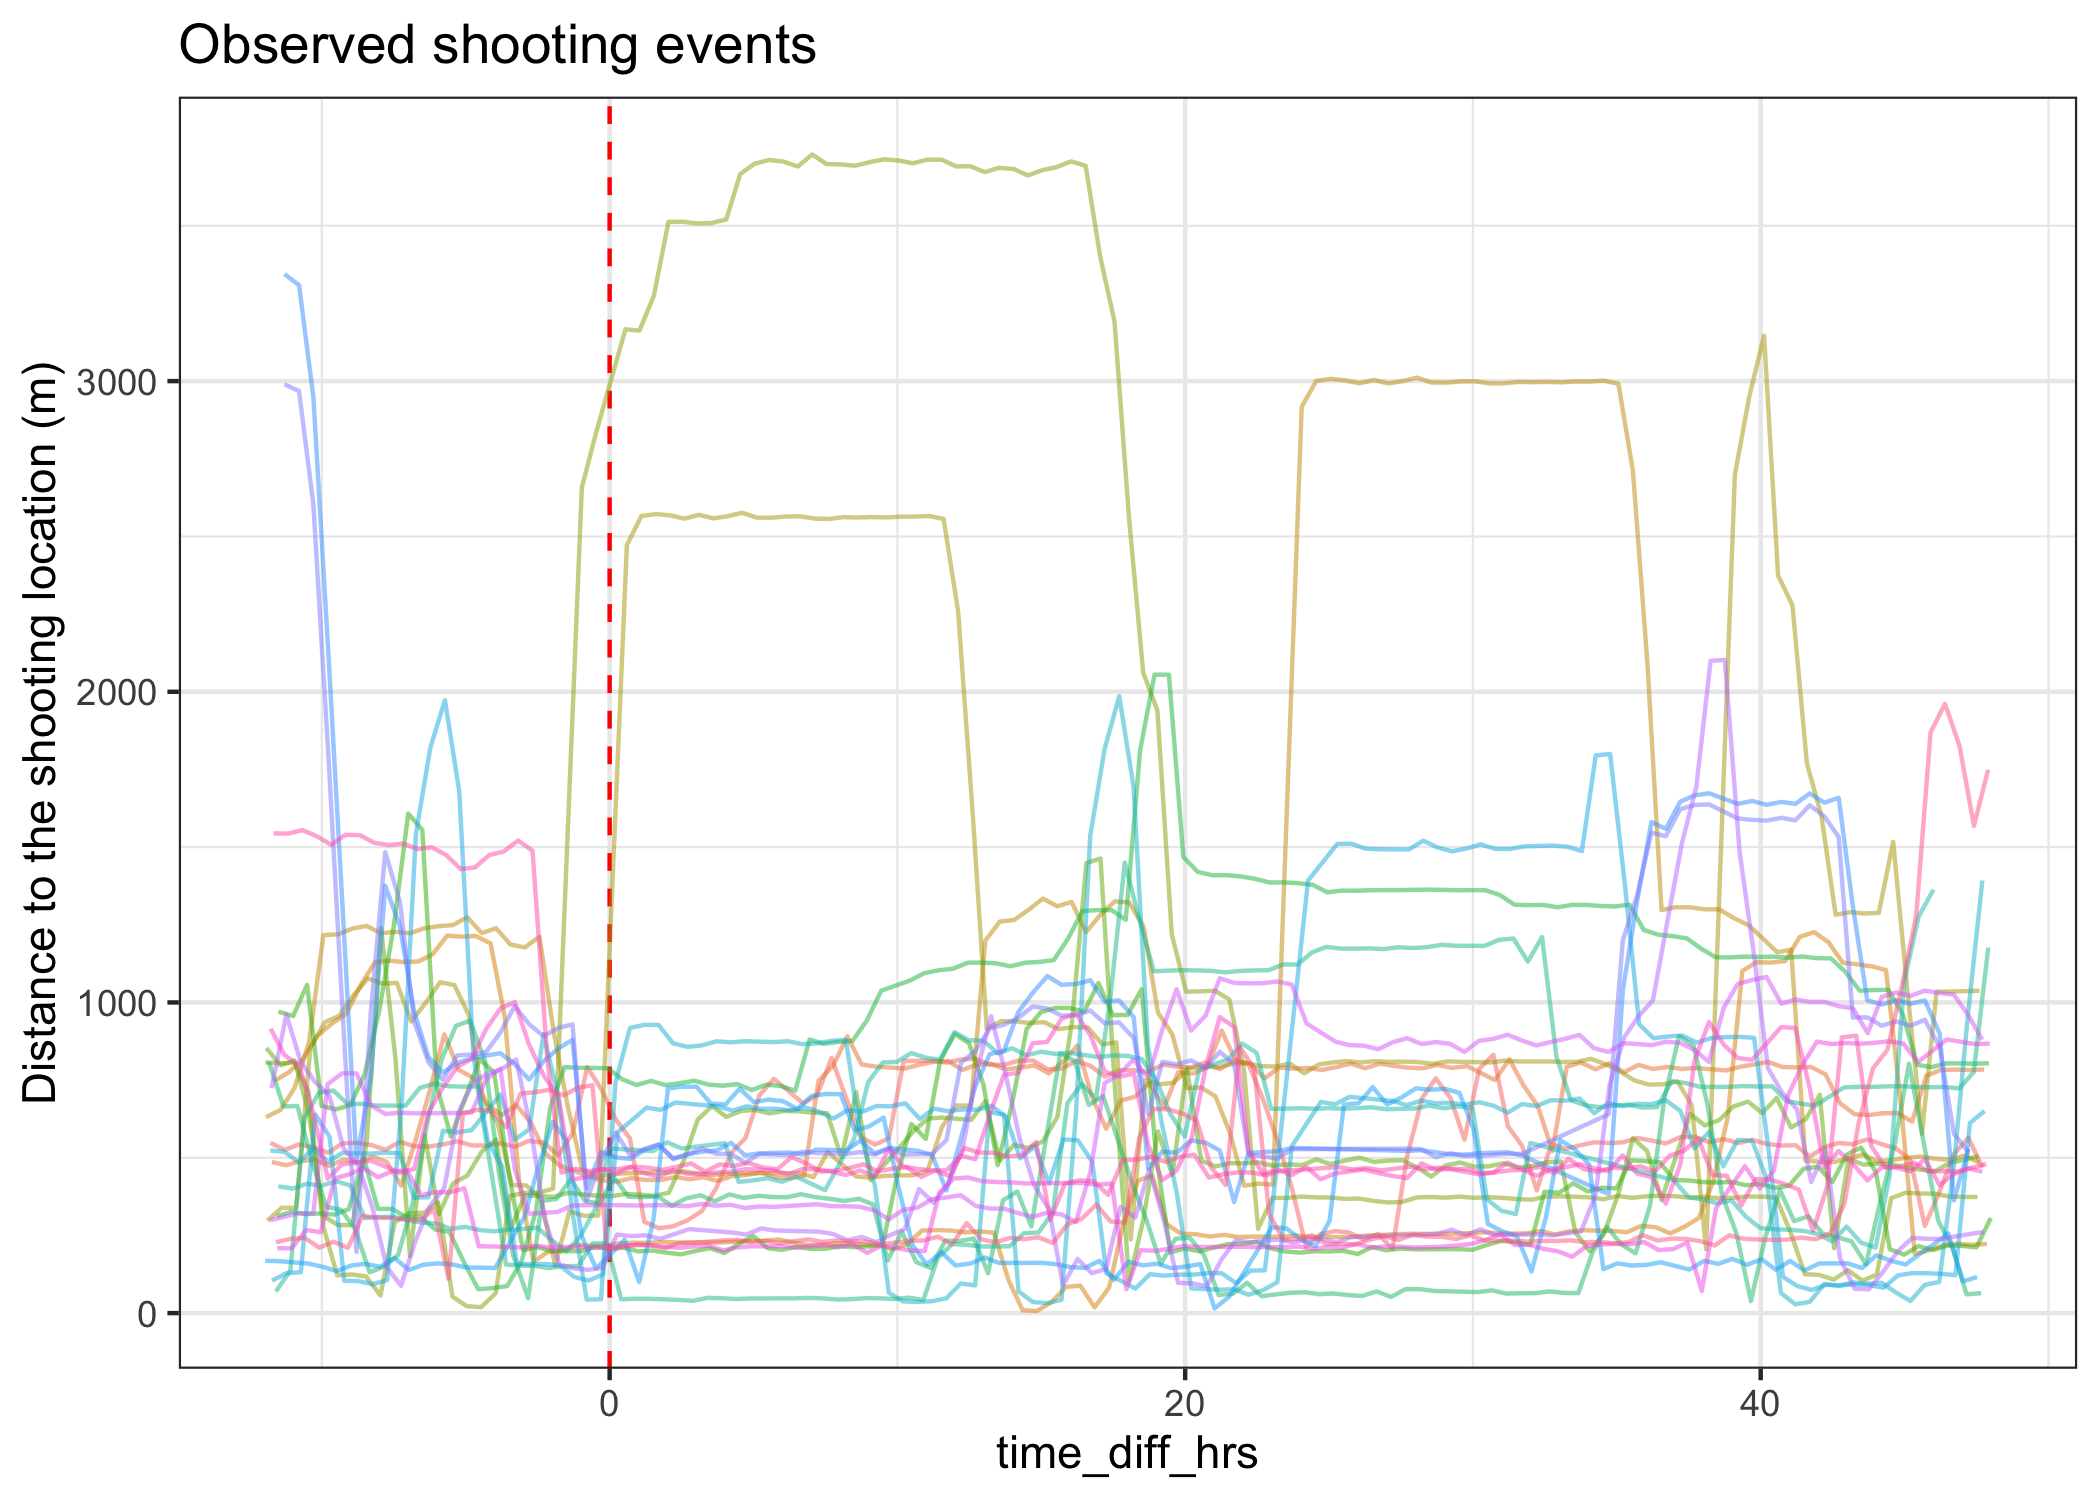 Observed shooting events
Distance to the shooting location (m)
3000
2000
1000
0
0 20 40
time_diff_hrs